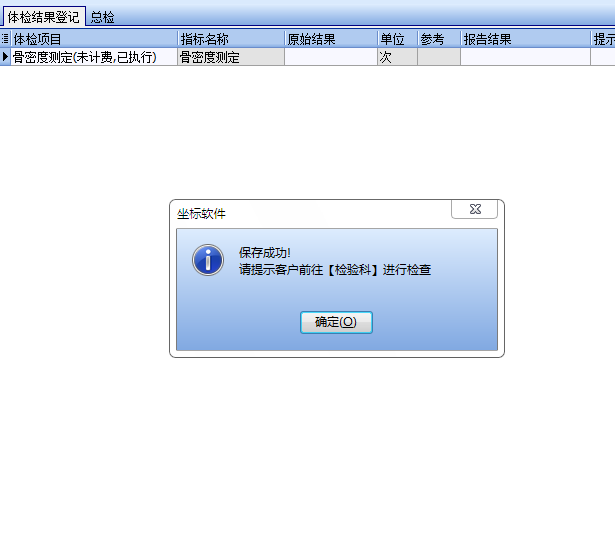 体检结果登记 总检
体检项目 指标名称 原始结果 单位 参考 报告结果 提示
骨密度测定(未计费,已执行) 骨密度测定 次
坐标软件
保存成功!
请提示客户前往【检验科】进行检查
确定(O)